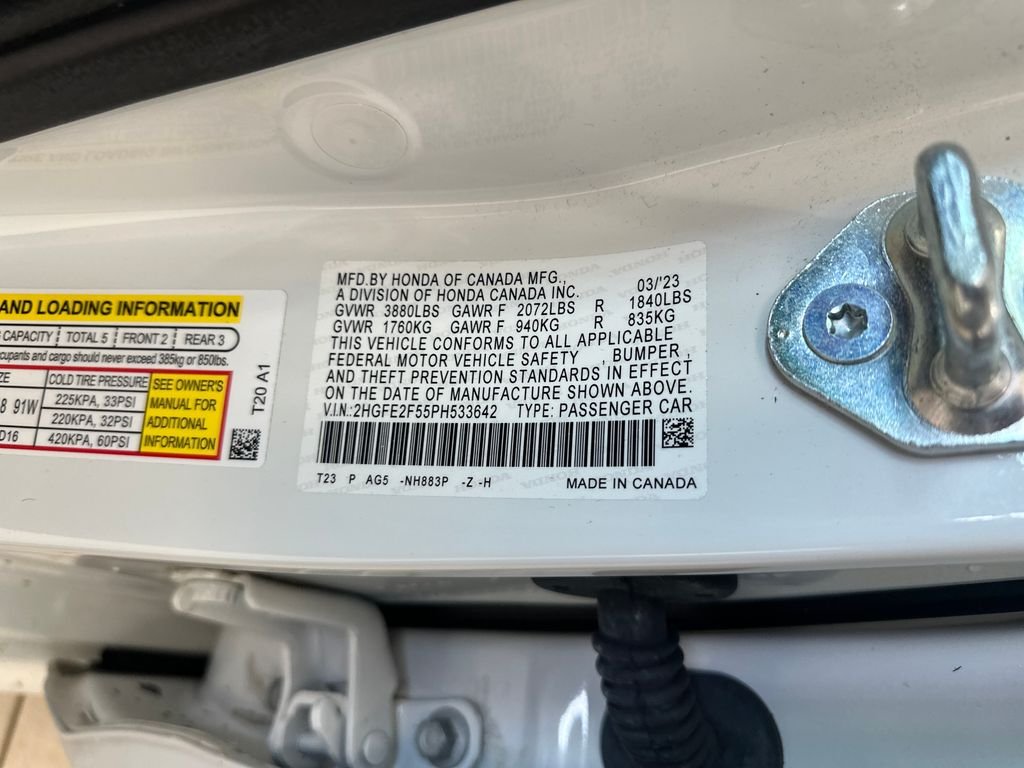 AND LOADING INFORMATION
CAPACITY TOTAL 5 FRONT 2 REAR 3
cupants and cargo should never exceed 385kg or 850lbs.
ZE COLD TIRE PRESSURE SEE OWNER'S MANUAL FOR ADDITIONAL INFORMATION
8 91W 225KPA, 33PSI
220KPA, 32PSI
D16 420KPA, 60PSI
T20 A1
MFD.BY HONDA OF CANADA MFG., 03/'23
A DIVISION OF HONDA CANADA INC.
GVWR 3880LBS GAWR F 2072LBS R 1840LBS
GVWR 1760KG GAWR F 940KG R 835KG
THIS VEHICLE CONFORMS TO ALL APPLICABLE
FEDERAL MOTOR VEHICLE SAFETY , BUMPER ,
AND THEFT PREVENTION STANDARDS IN EFFECT
ON THE DATE OF MANUFACTURE SHOWN ABOVE.
V.I.N.:2HGFE2F55PH533642 TYPE: PASSENGER CAR
T23 P AG5 -NH883P -Z -H MADE IN CANADA